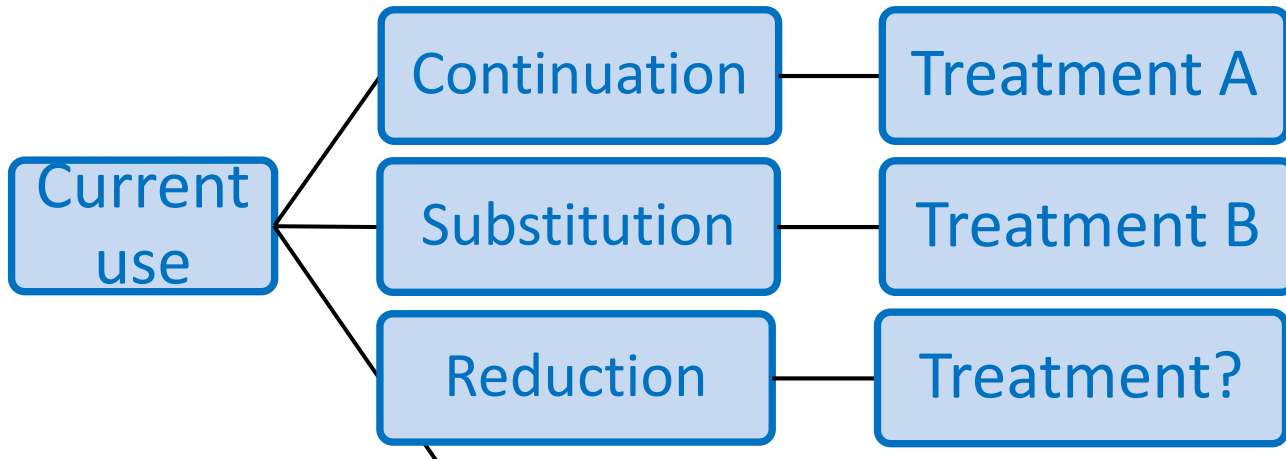 Continuation
Treatment A
Current
use
Substitution
Treatment B
Reduction
Treatment?